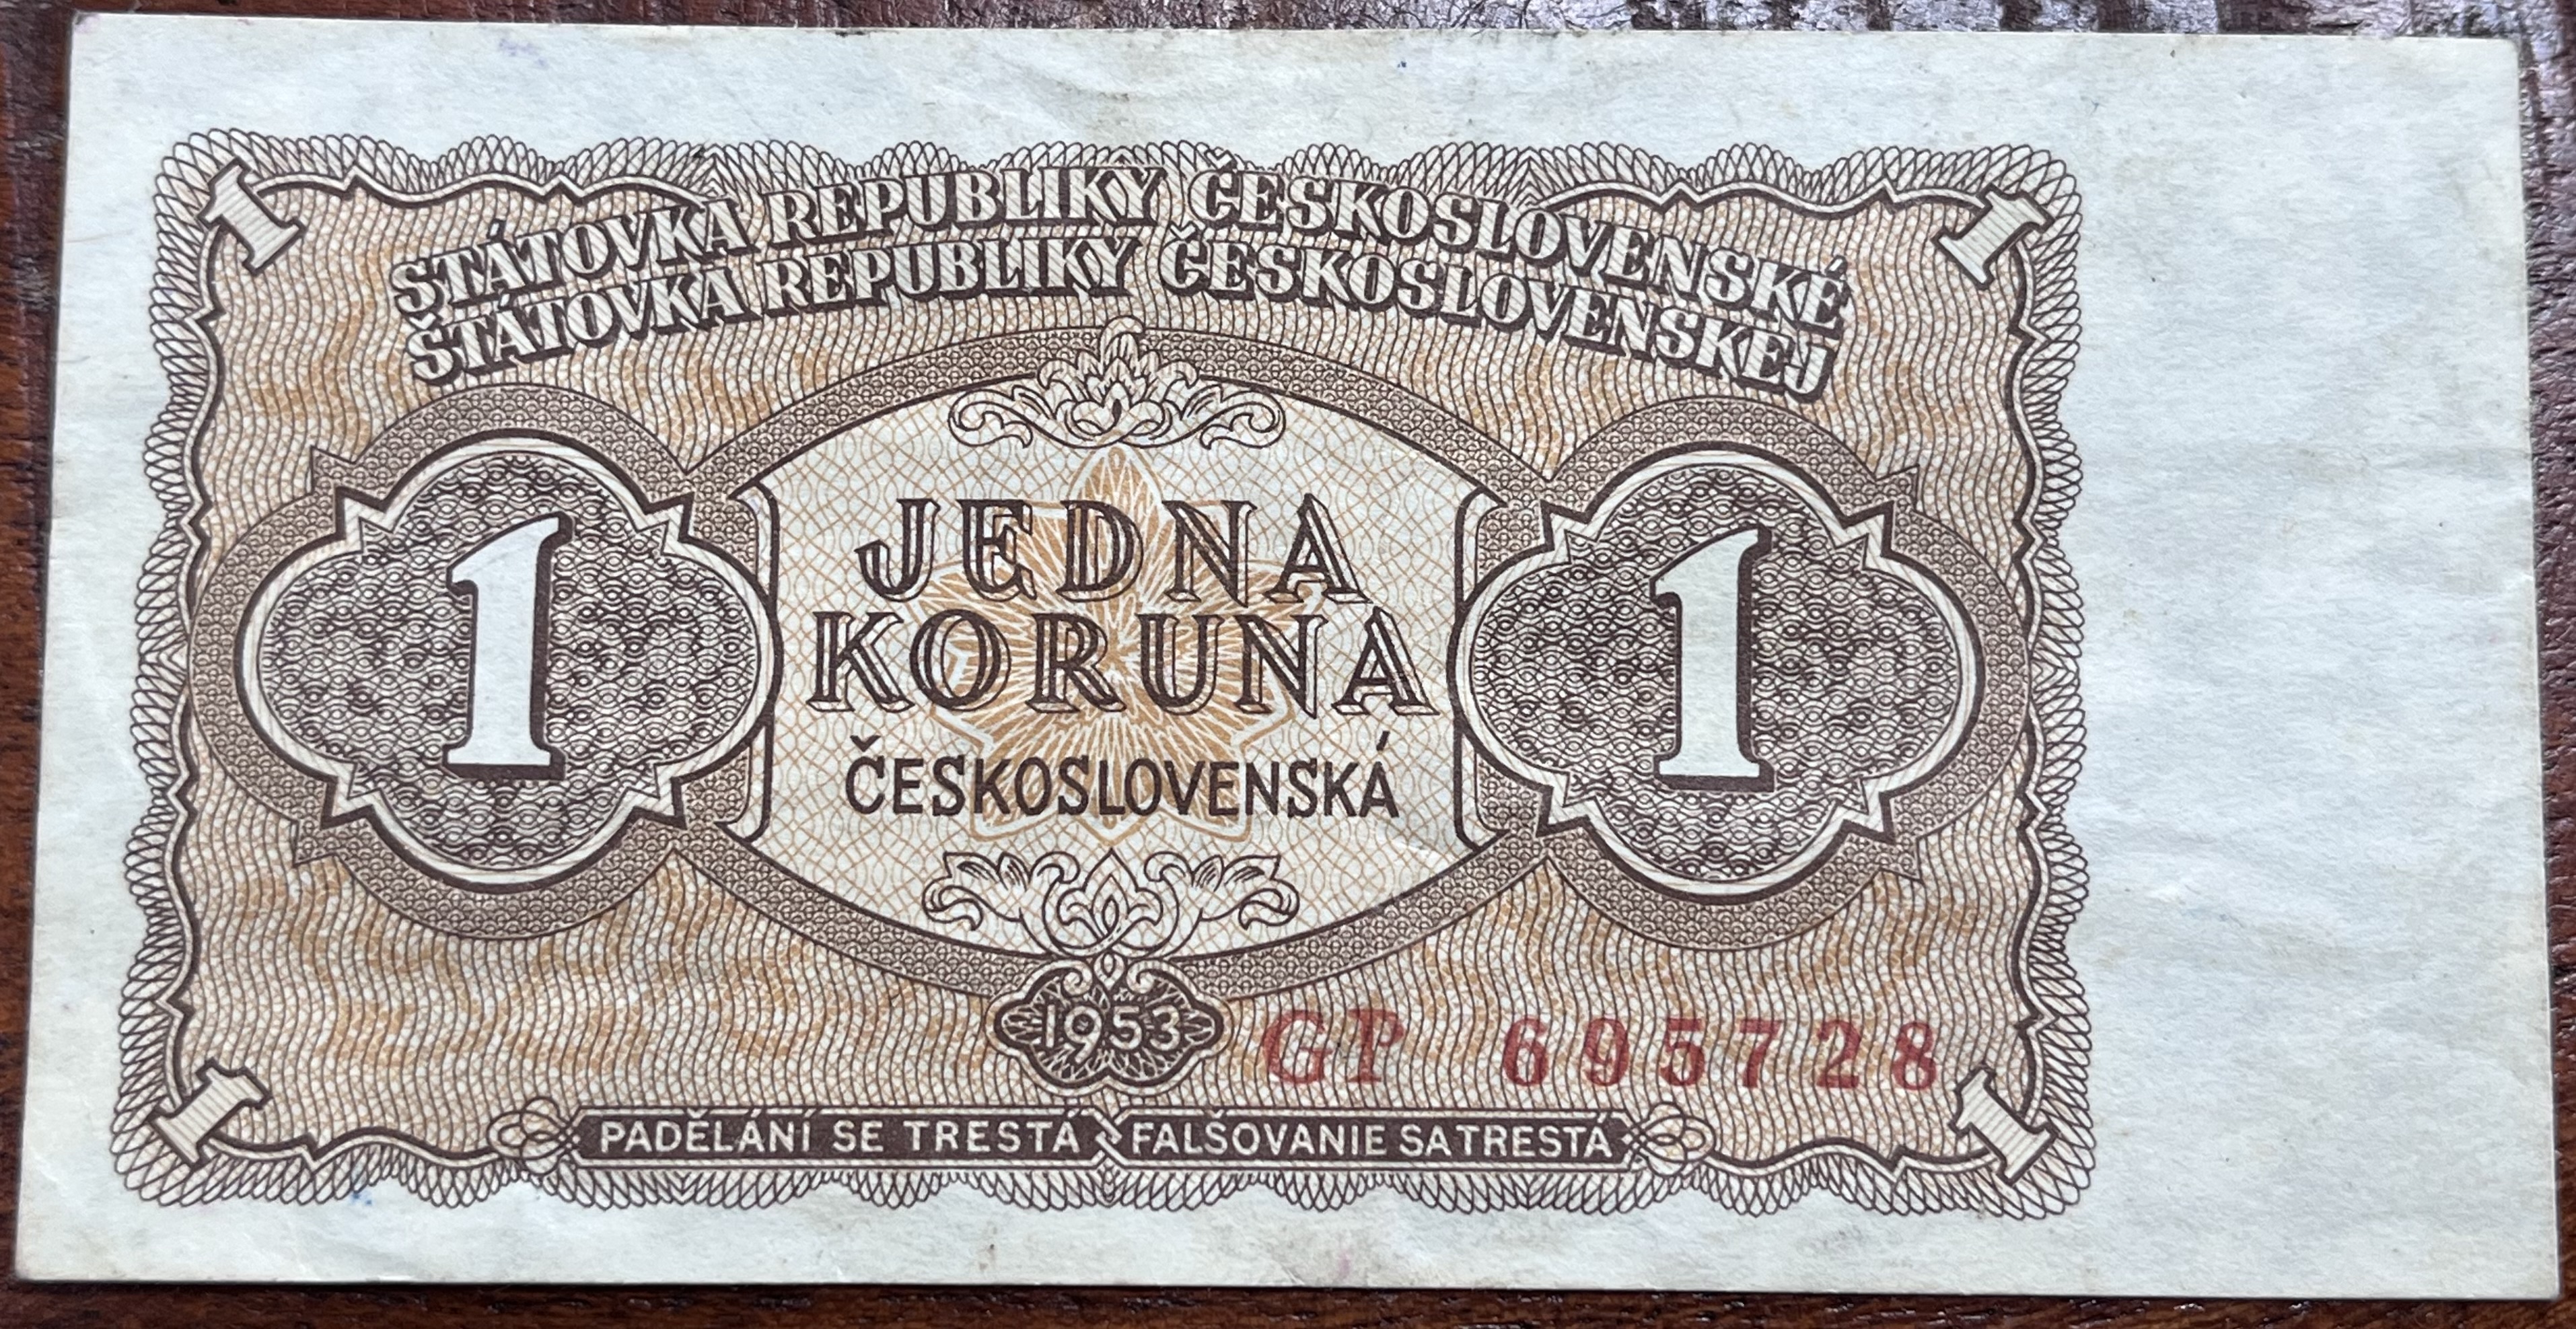 1 1
STÁTOVKA REPUBLIKY ČESKOSLOVENSKÉ
ŠTÁTOVKA REPUBLIKY ČESKOSLOVENSKEJ
1 JEDNA 1
KORUNA
ČESKOSLOVENSKÁ
1953 GP 695728
1 1
PADĚLÁNÍ SE TRESTÁ FALŠOVANIE SA TRESTÁ